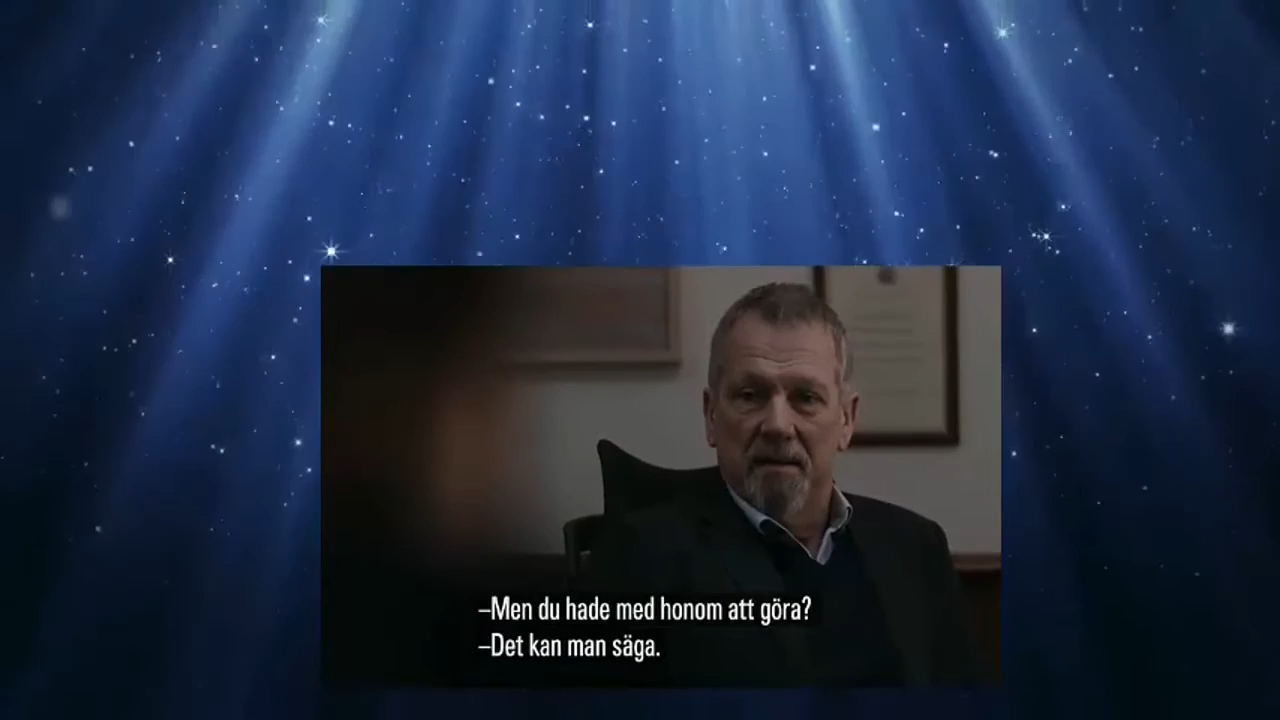 –Men du hade med honom att göra?
–Det kan man säga.